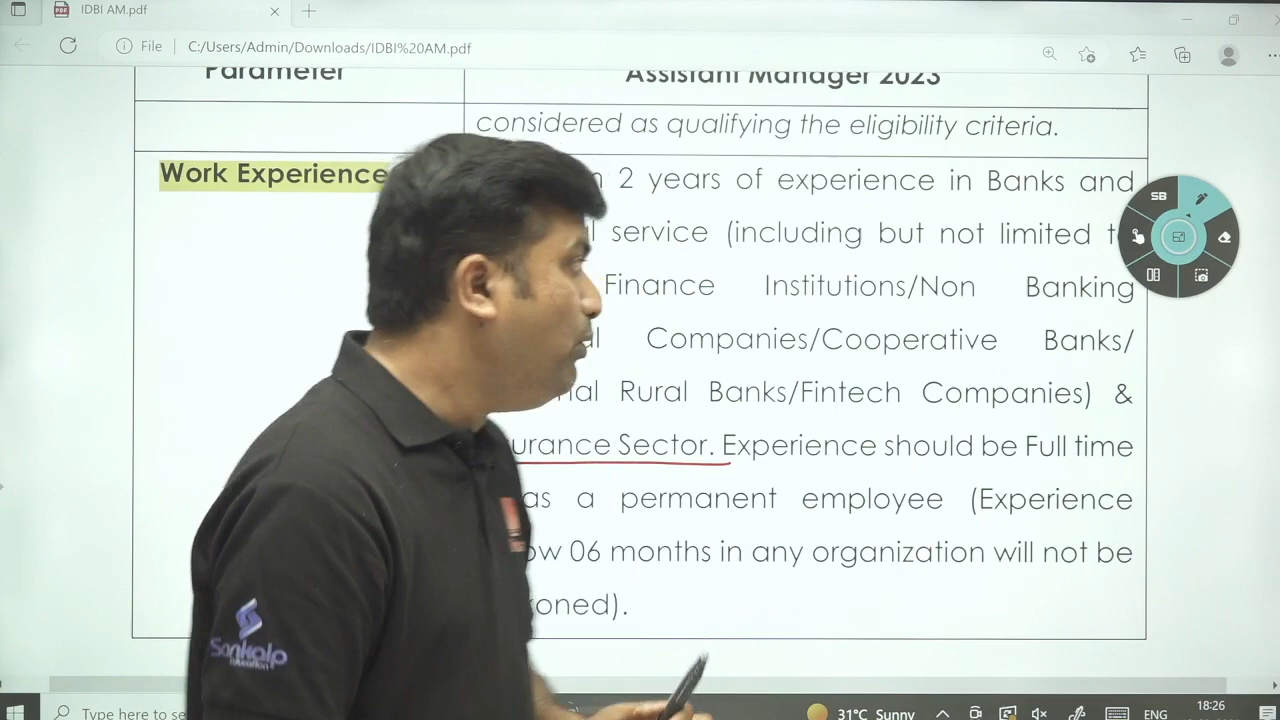 IDBI AM.pdf
File
C:/Users/Admin/Downloads/IDBI%20AM.pdf
Parameter
Assistant Manager 2023
considered as qualifying the eligibility criteria.
Work Experience
2 years of experience in Banks and
service (including but not limited
Finance Institutions/Non Banking
Companies/Cooperative Banks/
Rural Banks/Fintech Companies) &
Sector. Experience should be Full time
as a permanent employee (Experience
06 months in any organization will not be
SB
Sankalp
Education
Type here to se
31°C Sunny
ENG
18:26